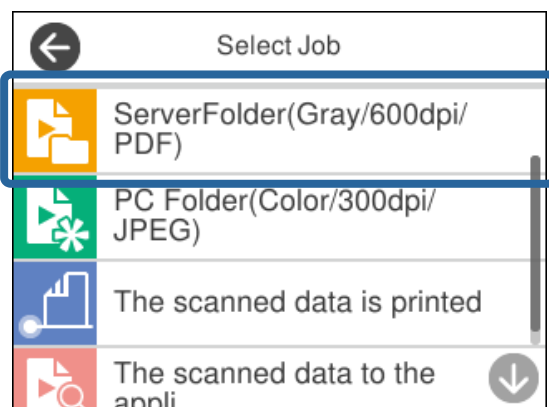 Select Job
ServerFolder(Gray/600dpi/
PDF)
PC Folder(Color/300dpi/
JPEG)
The scanned data is printed
The scanned data to the
appli...